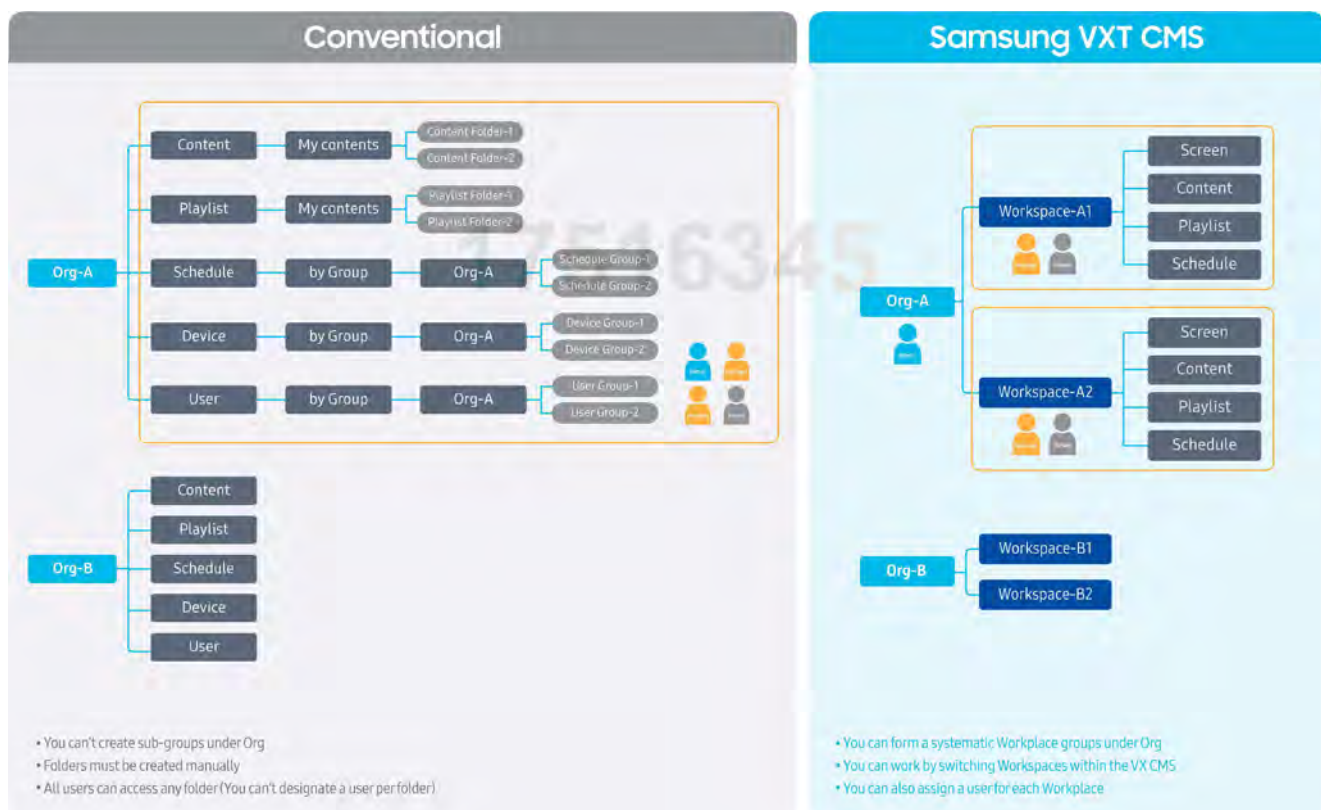 Conventional
Content
My contents
Content Folder-1
Content Folder-2
Playlist
My contents
Playlist Folder-1
Playlist Folder-2
Org-A
Schedule
by Group
Org-A
Schedule Group-1
Schedule Group-2
Device
by Group
Org-A
Device Group-1
Device Group-2
User
by Group
Org-A
User Group-1
User Group-2
Org-B
Content
Playlist
Schedule
Device
User
• You can't create sub-groups under Org
• Folders must be created manually
• All users can access any folder (You can't designate a user per folder)
Samsung VXT CMS
Org-A
Workspace-A1
Screen
Content
Playlist
Schedule
Workspace-A2
Screen
Content
Playlist
Schedule
Org-B
Workspace-B1
Workspace-B2
• You can form a systematic Workplace groups under Org
• You can work by switching Workspaces within the VX CMS
• You can also assign a user for each Workplace
17516345